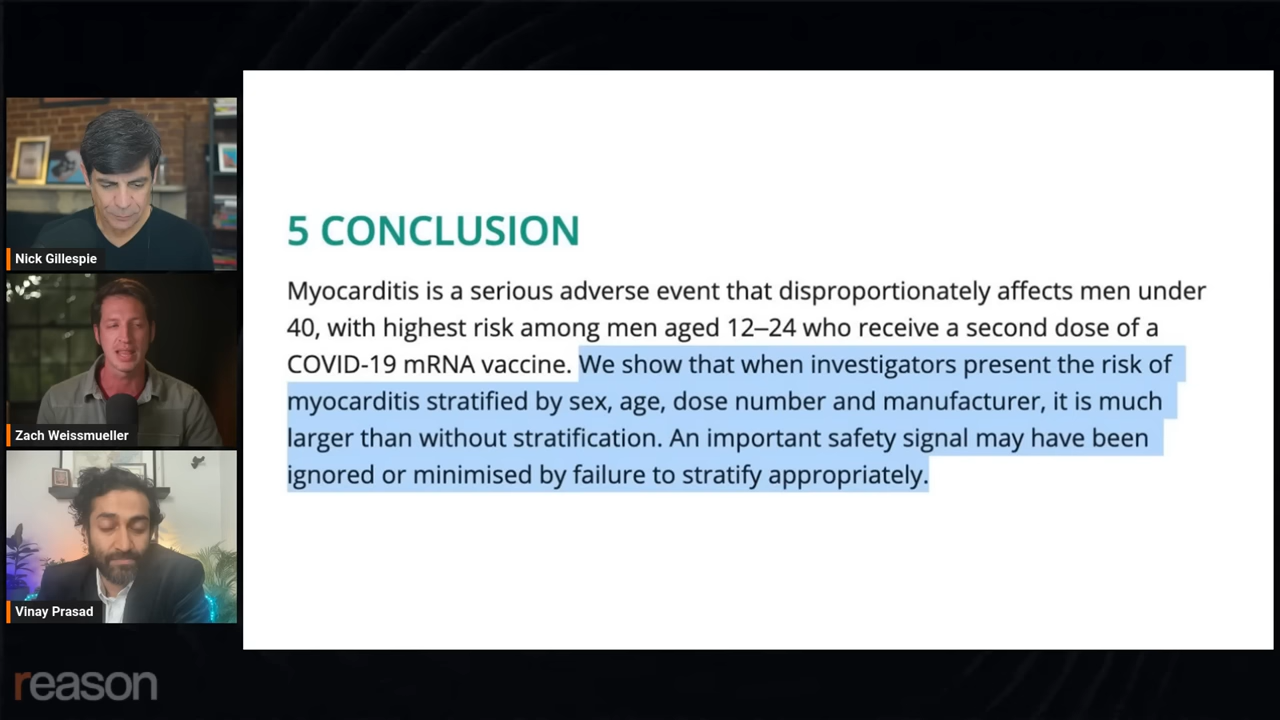 Nick Gillespie
Zach Weissmueller
Vinay Prasad
reason
5 CONCLUSION
Myocarditis is a serious adverse event that disproportionately affects men under
40, with highest risk among men aged 12–24 who receive a second dose of a
COVID-19 mRNA vaccine. We show that when investigators present the risk of
myocarditis stratified by sex, age, dose number and manufacturer, it is much
larger than without stratification. An important safety signal may have been
ignored or minimised by failure to stratify appropriately.